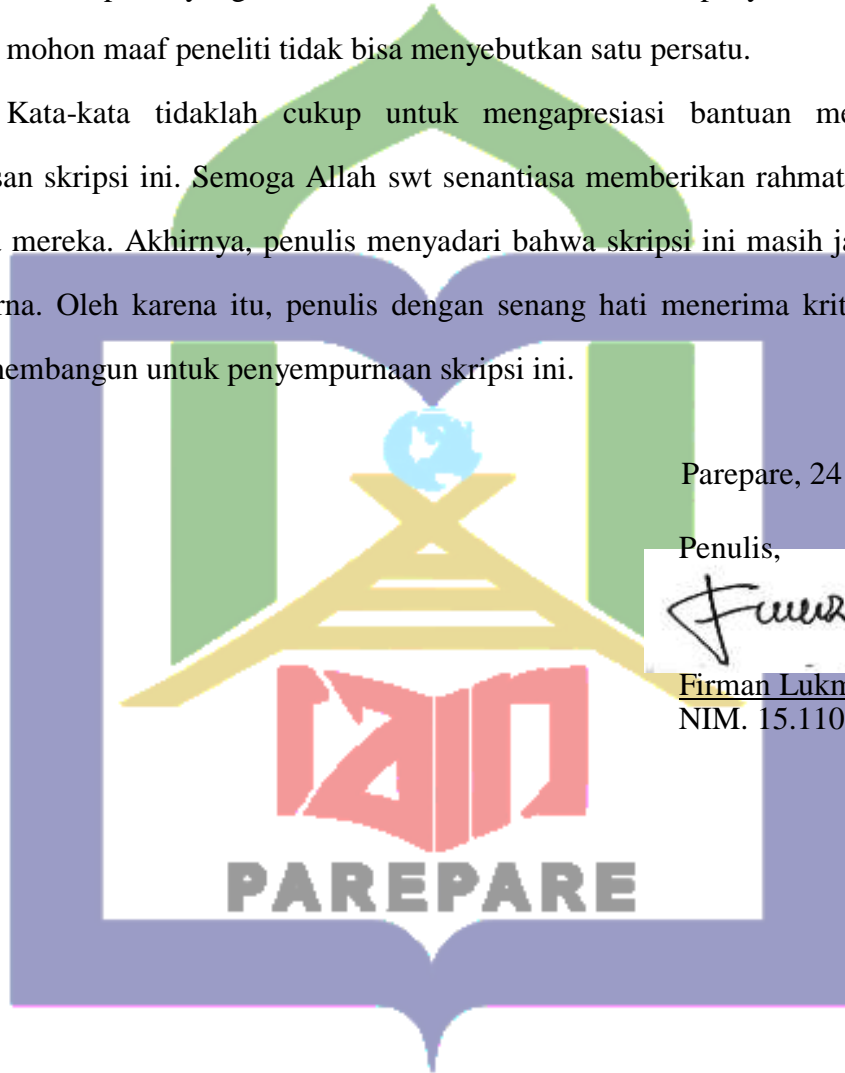 mohon maaf peneliti tidak bisa menyebutkan satu persatu.
Kata-kata tidaklah cukup untuk mengapresiasi bantuan me
san skripsi ini. Semoga Allah swt senantiasa memberikan rahmat
mereka. Akhirnya, penulis menyadari bahwa skripsi ini masih ja
rna. Oleh karena itu, penulis dengan senang hati menerima krit
membangun untuk penyempurnaan skripsi ini.
Parepare, 24
Penulis,
Firman Lukm
NIM. 15.110
iain
PAREPARE